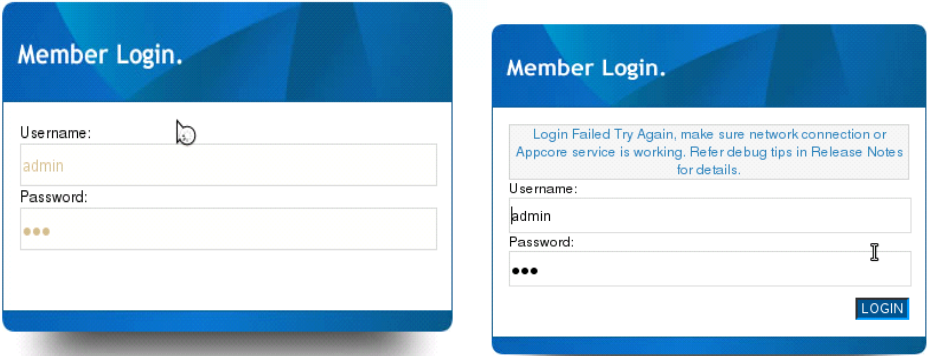 Member Login.
Username:
admin
Password:
●●●
Member Login.
Login Failed Try Again, make sure network connection or
Appcore service is working. Refer debug tips in Release Notes
for details.
Username:
admin
Password:
●●●
LOGIN